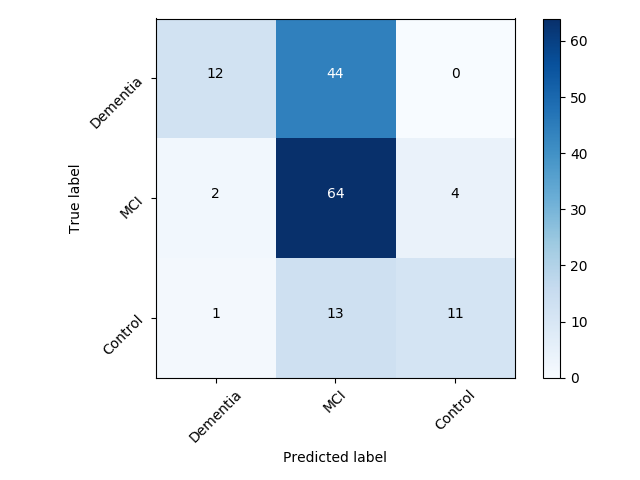 True label
Dementia
12 44 0
MCI
2 64 4
Control
1 13 11
Dementia MCI Control
Predicted label
60
50
40
30
20
10
0